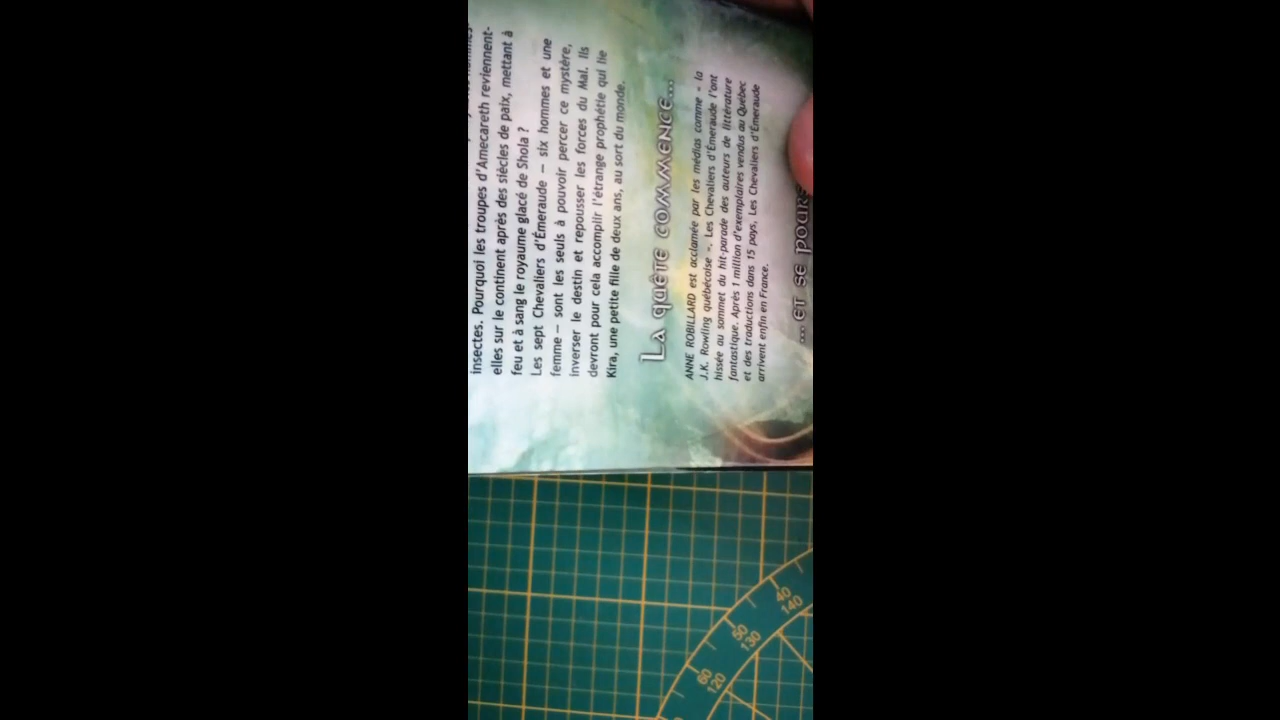 insectes. Pourquoi les troupes d'Amecareth reviennent-
elles sur le continent après des siècles de paix, mettant à
feu et à sang le royaume glacé de Shola ?
Les sept Chevaliers d'Émeraude — six hommes et une
femme — sont les seuls à pouvoir percer ce mystère,
inverser le destin et repousser les forces du Mal. Ils
devront pour cela accomplir l'étrange prophétie qui lie
Kira, une petite fille de deux ans, au sort du monde.
La quête commence...
ANNE ROBILLARD est acclamée par les médias comme « la
J.K. Rowling québécoise ». Les Chevaliers d'Émeraude l'ont
hissée au sommet du hit-parade des auteurs de littérature
fantastique. Après 1 million d'exemplaires vendus au Québec
et des traductions dans 15 pays, Les Chevaliers d'Émeraude
arrivent enfin en France.
... et se
40
140
50
130
60
120